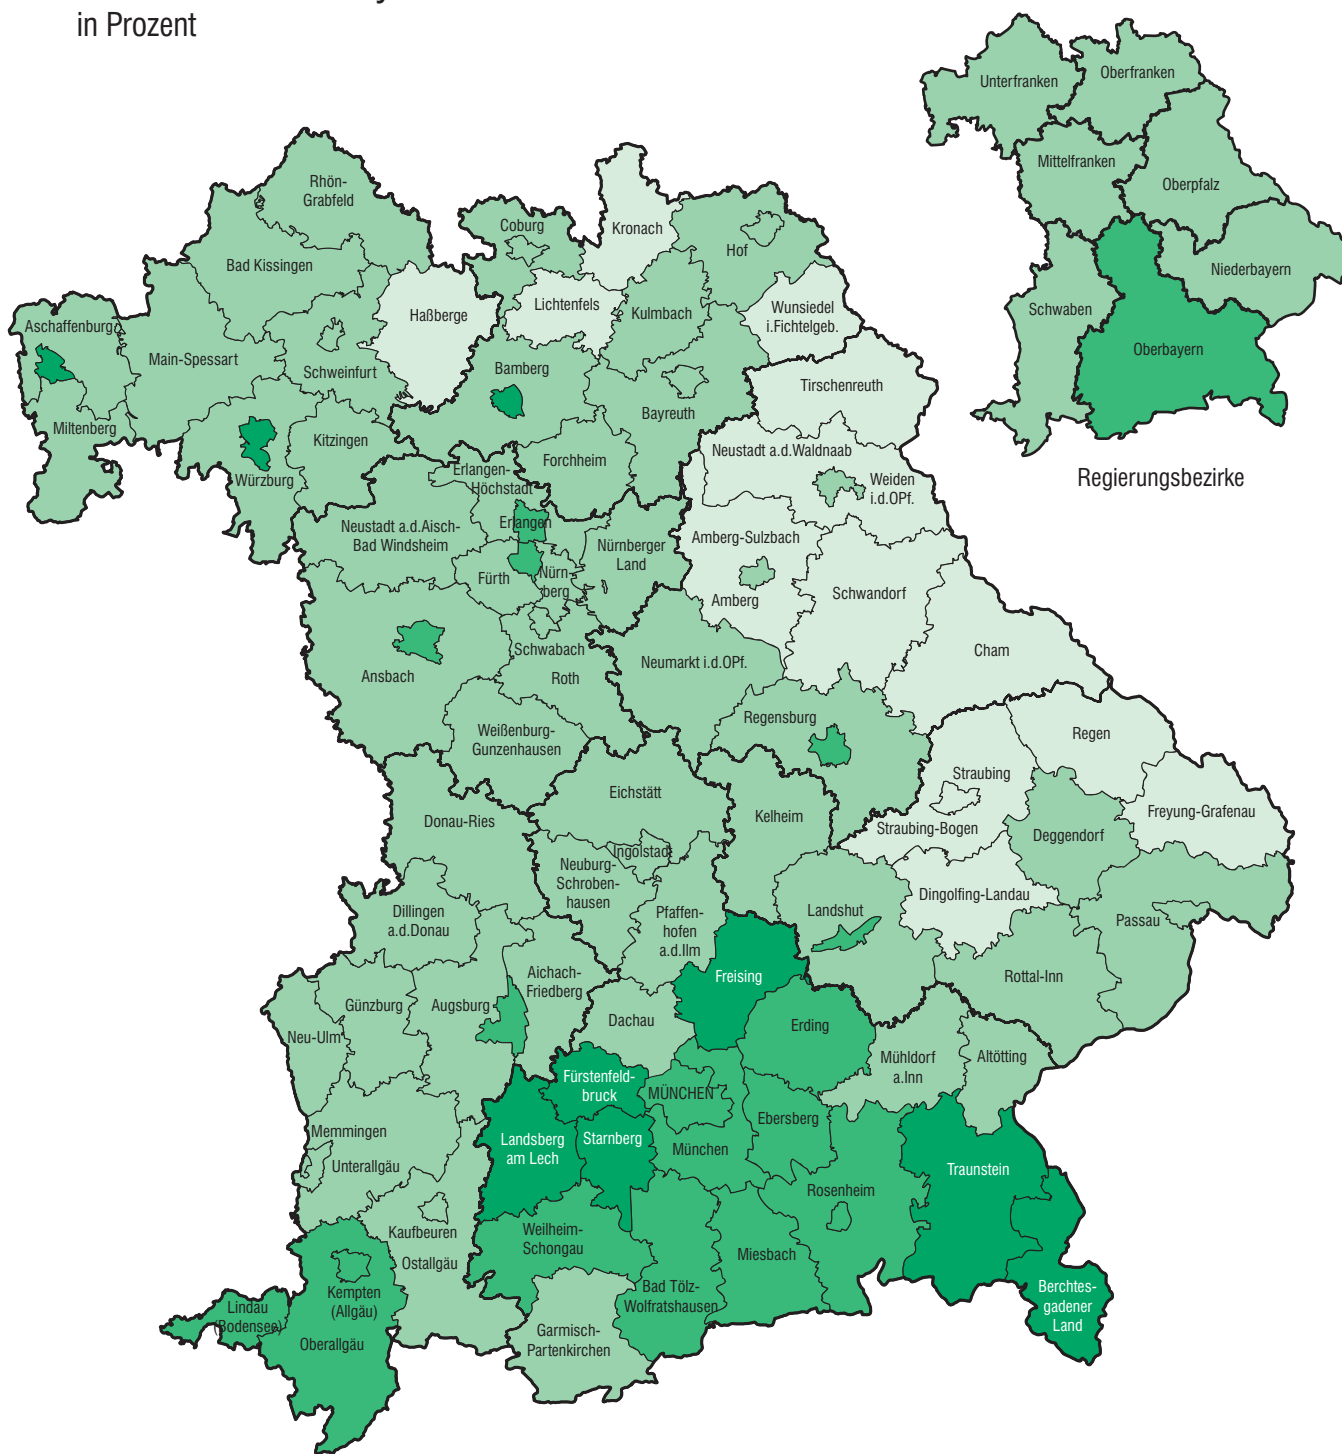 in Prozent
Unterfranken
Oberfranken
Mittelfranken
Oberpfalz
Niederbayern
Schwaben
Oberbayern
Regierungsbezirke
Rhön-
Grabfeld
Coburg
Kronach
Hof
Bad Kissingen
Lichtenfels
Kulmbach
Wunsiedel
i.Fichtelgeb.
Haßberge
Aschaffenburg
Main-Spessart
Schweinfurt
Bamberg
Bayreuth
Tirschenreuth
Miltenberg
Kitzingen
Würzburg
Forchheim
Neustadt a.d.Waldnaab
Weiden
i.d.OPf.
Erlangen-
Höchstadt
Erlangen
Neustadt a.d.Aisch-
Bad Windsheim
Nürnberger
Land
Fürth
Nürn-
berg
Amberg-Sulzbach
Amberg
Schwandorf
Cham
Ansbach
Schwabach
Roth
Neumarkt i.d.OPf.
Weißenburg-
Gunzenhausen
Regensburg
Regen
Straubing
Straubing-Bogen
Freyung-Grafenau
Deggendorf
Eichstätt
Kelheim
Donau-Ries
Ingolstadt
Neuburg-
Schroben-
hausen
Dingolfing-Landau
Landshut
Passau
Dillingen
a.d.Donau
Pfaffen-
hofen
a.d.Ilm
Rottal-Inn
Freising
Aichach-
Friedberg
Günzburg
Augsburg
Neu-Ulm
Dachau
Erding
Mühldorf
a.Inn
Altötting
Fürstenfeld-
bruck
MÜNCHEN
München
Ebersberg
Memmingen
Unterallgäu
Landsberg
am Lech
Starnberg
Traunstein
Rosenheim
Kaufbeuren
Ostallgäu
Weilheim-
Schongau
Miesbach
Bad Tölz-
Wolfratshausen
Kempten
(Allgäu)
Lindau
(Bodensee)
Oberallgäu
Garmisch-
Partenkirchen
Berchtes-
gadener
Land